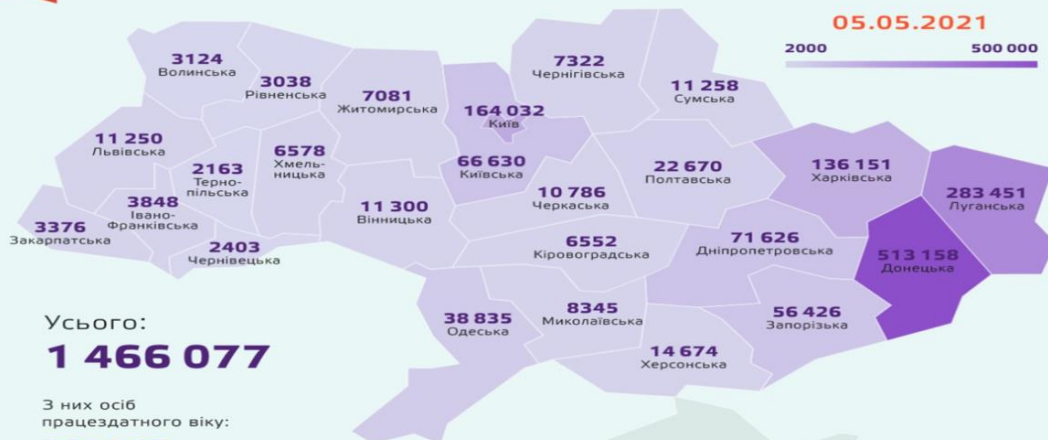 05.05.2021
2000 500 000
3124
Волинська
3038
Рівненська
7081
Житомирська
164 032
Київ
7322
Чернігівська
11 258
Сумська
11 250
Львівська
2163
Терно-
пільська
6578
Хмель-
ницька
66 630
Київська
22 670
Полтавська
136 151
Харківська
283 451
Луганська
3376
Закарпатська
3848
Івано-
Франківська
2403
Чернівецька
11 300
Вінницька
10 786
Черкаська
6552
Кіровоградська
71 626
Дніпропетровська
513 158
Донецька
38 835
Одеська
8345
Миколаївська
56 426
Запорізька
14 674
Херсонська
Усього:
1 466 077
З них осіб
працездатного віку: